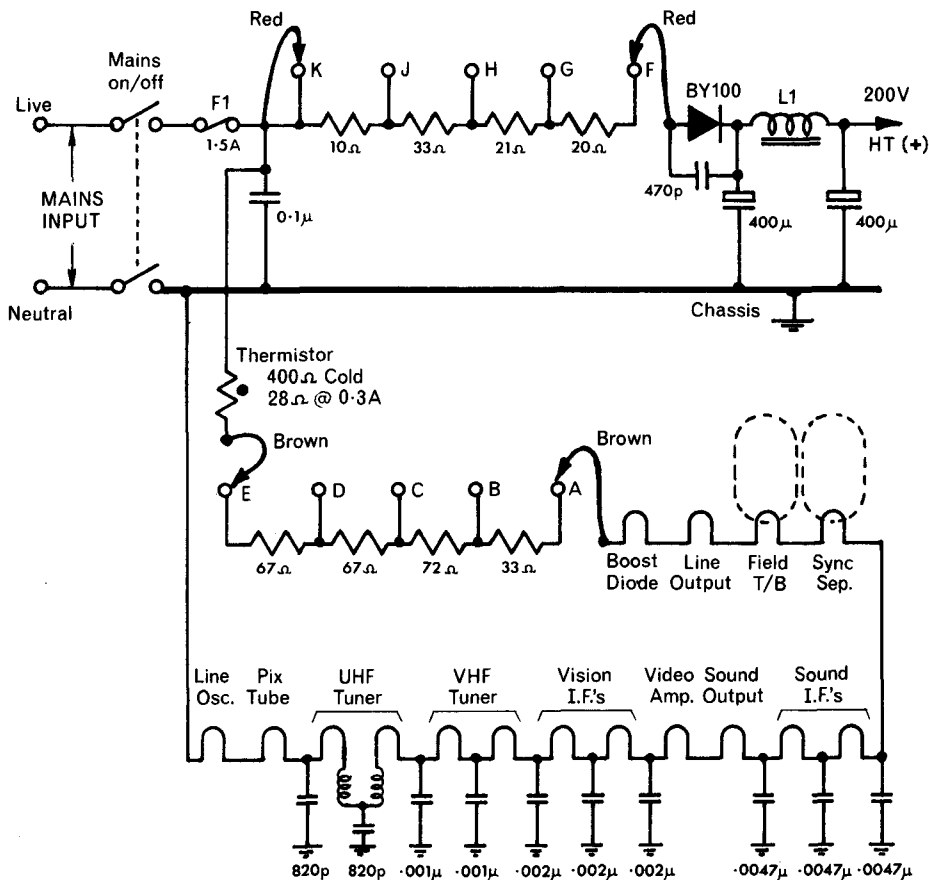 Red
Red
Mains
on/off
K
J
H
G
F
BY100
L1
200V
Live
F1
HT (+)
1·5A
10Ω
33Ω
21Ω
20Ω
MAINS
INPUT
0·1μ
470p
400μ
400μ
Neutral
Chassis
Thermistor
400Ω Cold
28Ω @ 0·3A
Brown
Brown
E
D
C
B
A
67Ω
67Ω
72Ω
33Ω
Boost
Diode
Line
Output
Field
T/B
Sync
Sep.
Line
Osc.
Pix
Tube
UHF
Tuner
VHF
Tuner
Vision
I.F.'s
Video
Amp.
Sound
Output
Sound
I.F.'s
820p
820p
·001μ
·001μ
·002μ
·002μ
·002μ
·0047μ
·0047μ
·0047μ